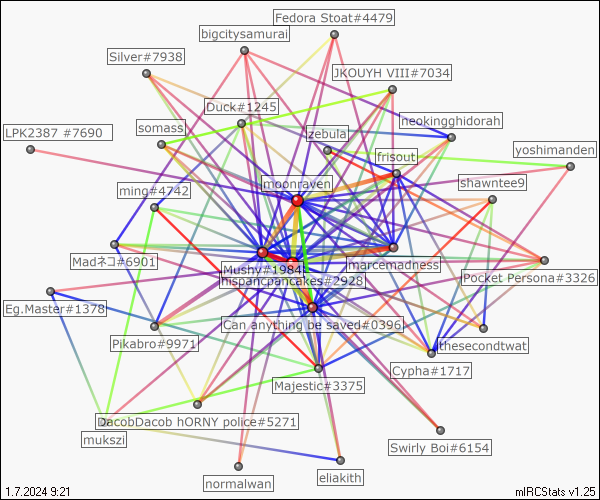 Fedora Stoat#4479
bigcitysamurai
Silver#7938
JKOUYH VIII#7034
Duck#1245
neokingghidorah
LPK2387 #7690
somass
zebula
frisout
yoshimanden
moonraven
ming#4742
shawntee9
Madネコ#6901
Mushy#1984
marcemadness
hispancpancakes#2928
Pocket Persona#3326
Eg.Master#1378
Can anything be saved#0396
Pikabro#9971
thesecondtwat
Cypha#1717
Majestic#3375
DacobDacob hORNY police#5271
mukszi
Swirly Boi#6154
normalwan
eliakith
1.7.2024 9:21
mIRCStats v1.25